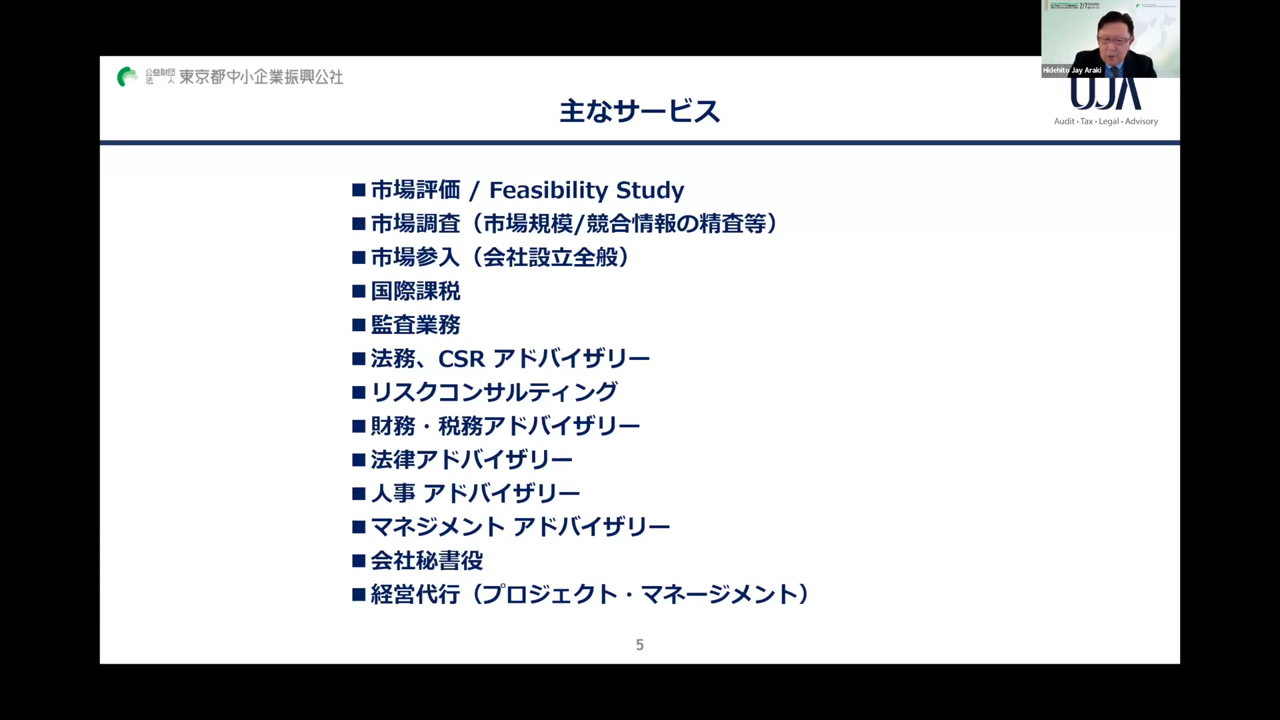 公益財団法人 東京都中小企業振興公社
Hidehito Jay Araki
UJA
Audit・Tax・Legal・Advisory
主なサービス
■市場評価 / Feasibility Study
■市場調査（市場規模/競合情報の精査等）
■市場参入（会社設立全般）
■国際課税
■監査業務
■法務、CSR アドバイザリー
■リスクコンサルティング
■財務・税務アドバイザリー
■法律アドバイザリー
■人事 アドバイザリー
■マネジメント アドバイザリー
■会社秘書役
■経営代行（プロジェクト・マネージメント）
5